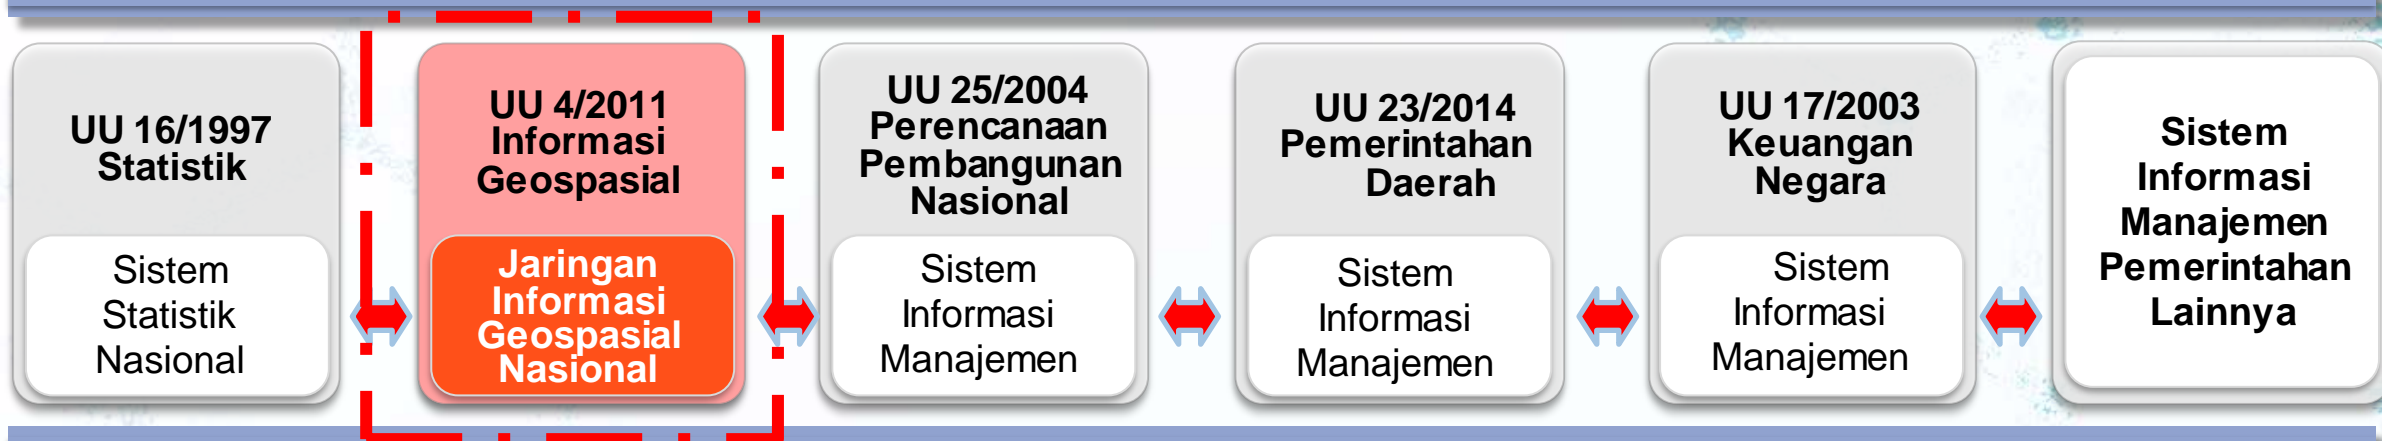 UU 16/1997
Statistik
Sistem
Statistik
Nasional
UU 4/2011
Informasi
Geospasial
Jaringan
Informasi
Geospasial
Nasional
UU 25/2004
Perencanaan
Pembangunan
Nasional
Sistem
Informasi
Manajemen
UU 23/2014
Pemerintahan
Daerah
Sistem
Informasi
Manajemen
UU 17/2003
Keuangan
Negara
Sistem
Informasi
Manajemen
Sistem
Informasi
Manajemen
Pemerintahan
Lainnya